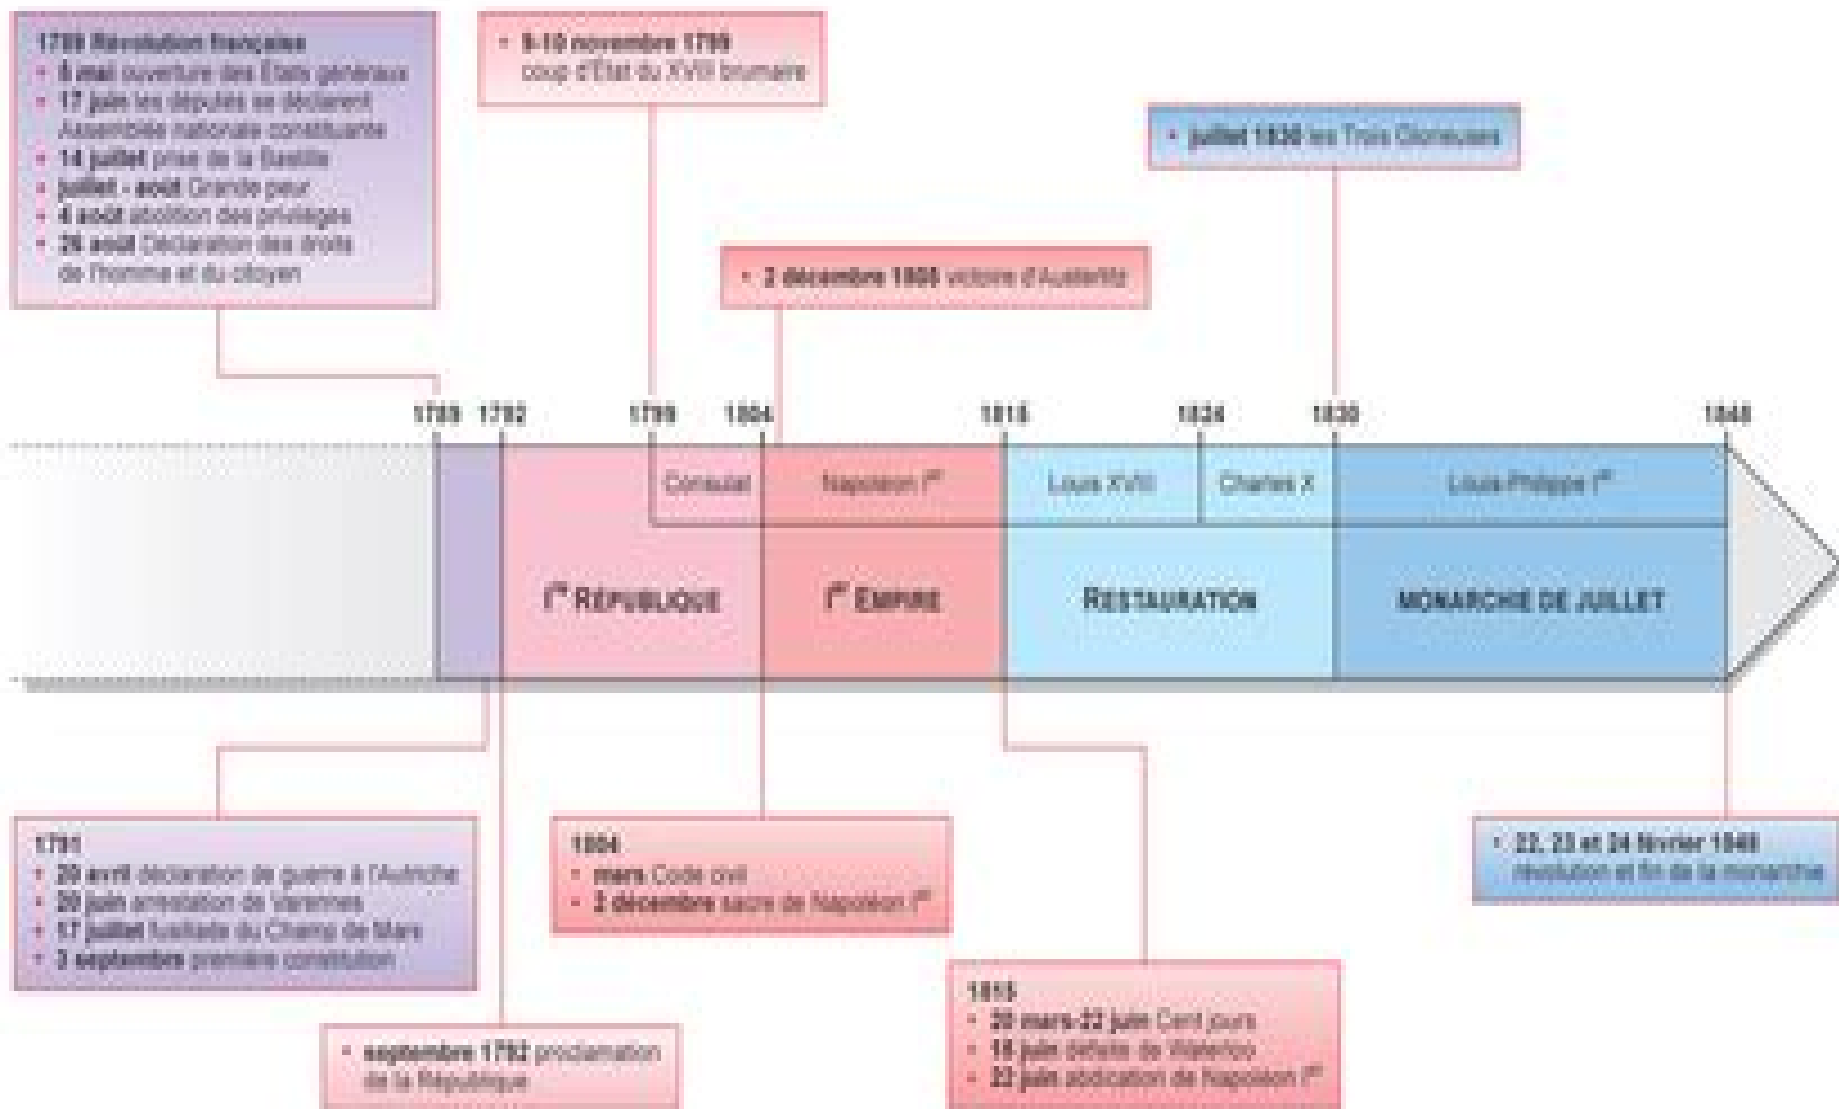 1789 Révolution française
• 5 mai ouverture des États généraux
• 17 juin les députés se déclarent
Assemblée nationale constituante
• 14 juillet prise de la Bastille
• juillet - août Grande peur
• 4 août abolition des privilèges
• 26 août Déclaration des droits
de l'homme et du citoyen
• 9-10 novembre 1799
coup d'État du XVIII brumaire
• juillet 1830 les Trois Glorieuses
• 2 décembre 1805 victoire d'Austerlitz
1789 1792 1799 1804 1815 1824 1830 1848
Consulat Napoléon Iᵉʳ Louis XVIII Charles X Louis-Philippe Iᵉʳ
Iʳᵉ RÉPUBLIQUE Iᵉʳ EMPIRE RESTAURATION MONARCHIE DE JUILLET
1791
• 20 avril déclaration de guerre à l'Autriche
• 20 juin arrestation de Varennes
• 17 juillet fusillade du Champ de Mars
• 3 septembre première constitution
1804
• mars Code civil
• 2 décembre sacre de Napoléon Iᵉʳ
• 22, 23 et 24 février 1848
révolution et fin de la monarchie
• septembre 1792 proclamation
de la République
1815
• 20 mars-22 juin Cent jours
• 18 juin défaite de Waterloo
• 22 juin abdication de Napoléon Iᵉʳ